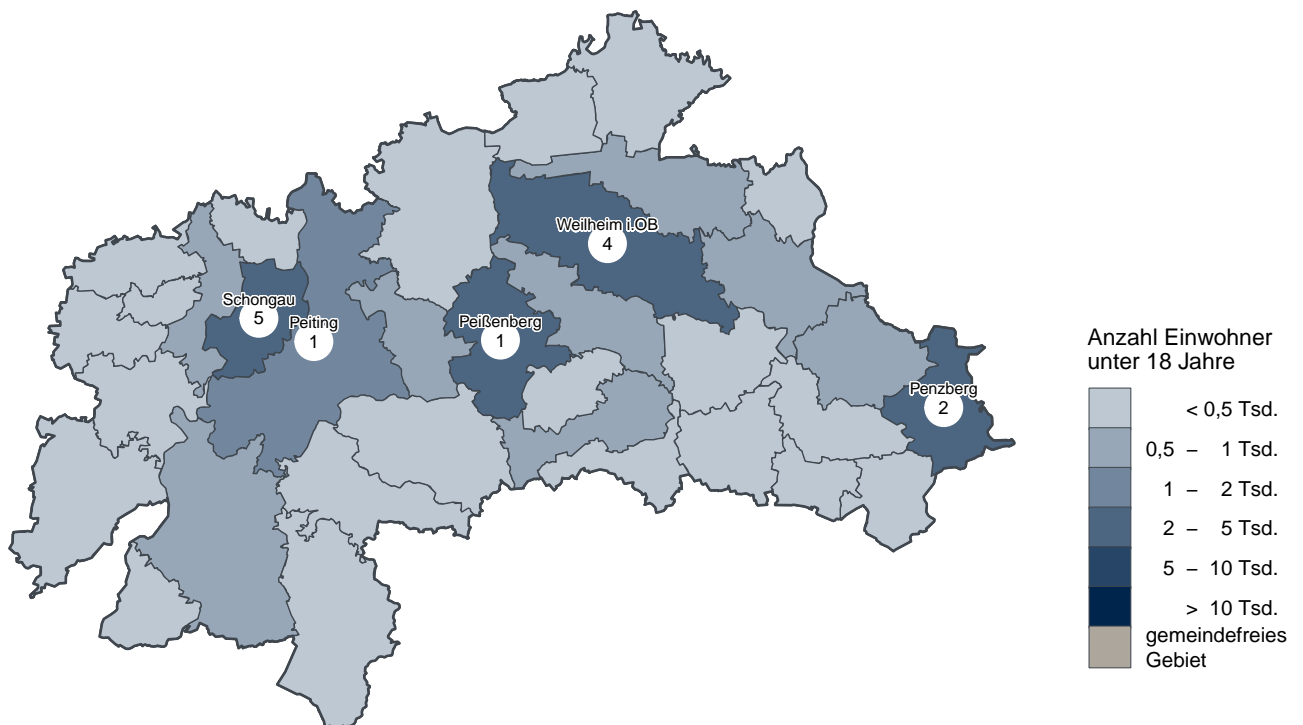 Weilheim i.OB
4
Schongau
5
Peiting
1
Peißenberg
1
Penzberg
2
Anzahl Einwohner
unter 18 Jahre
< 0,5 Tsd.
0,5 – 1 Tsd.
1 – 2 Tsd.
2 – 5 Tsd.
5 – 10 Tsd.
> 10 Tsd.
gemeindefreies
Gebiet